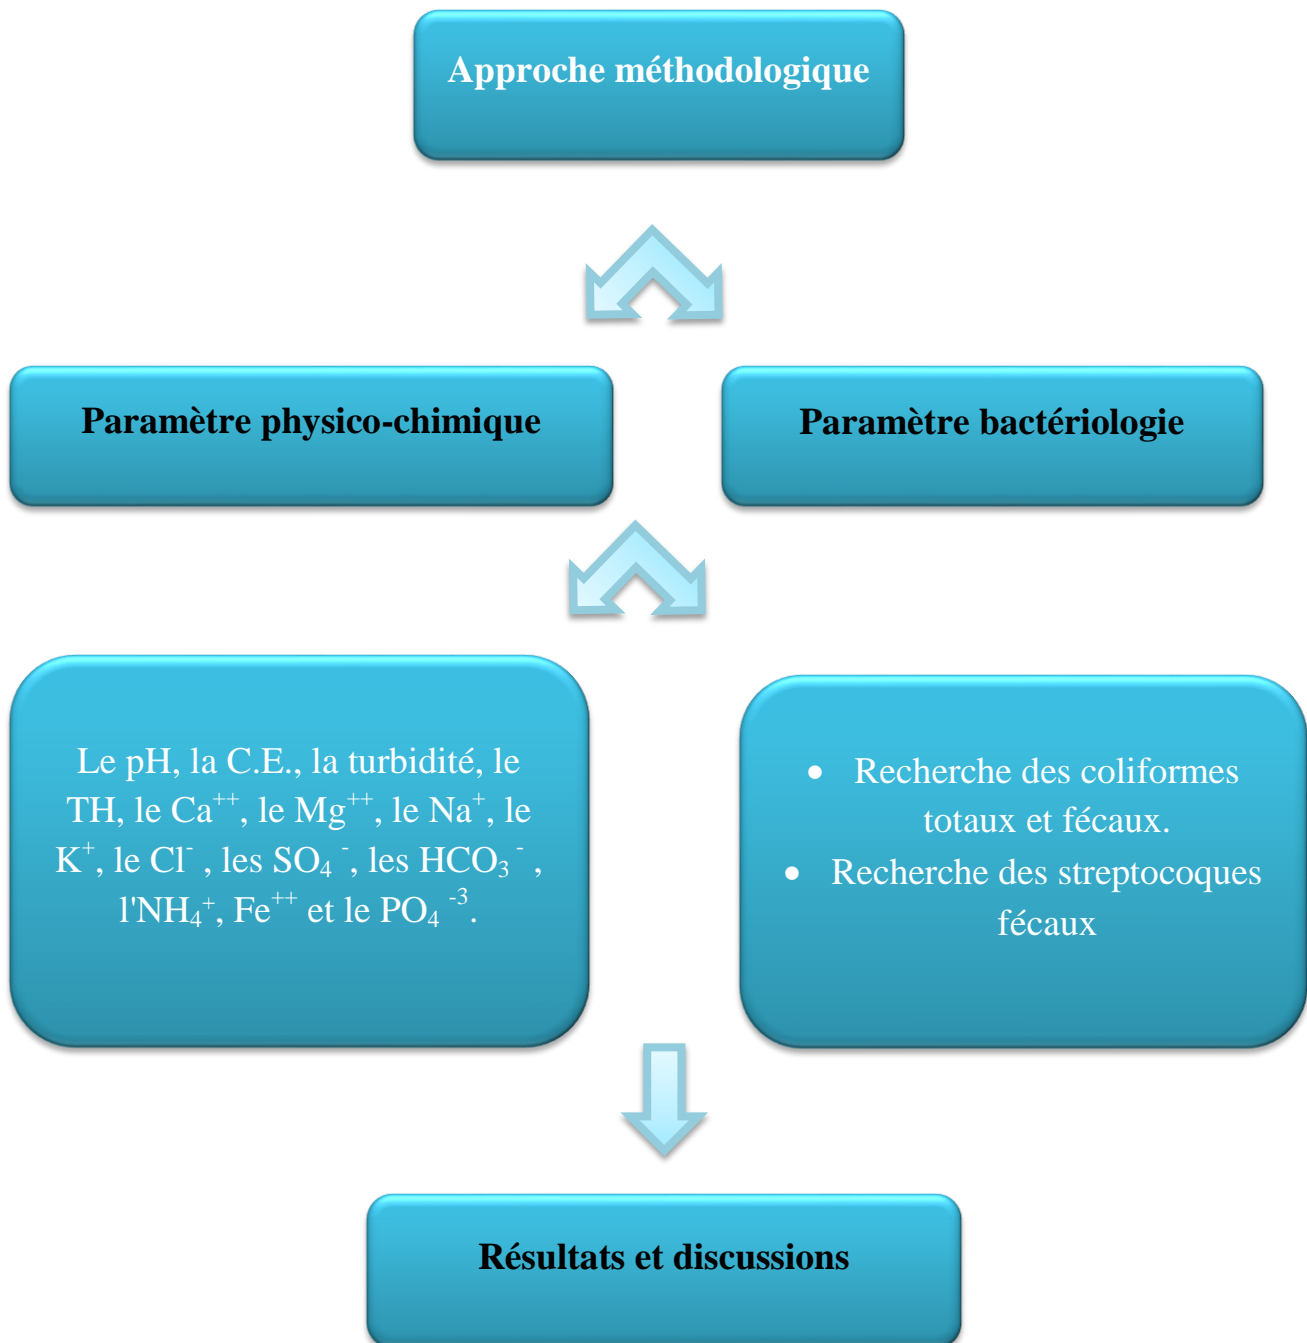 Approche méthodologique
Paramètre physico-chimique
Paramètre bactériologie
Le pH, la C.E., la turbidité, le
TH, le Ca⁺⁺, le Mg⁺⁺, le Na⁺, le
K⁺, le Cl⁻ , les SO₄ ⁻, les HCO₃ ⁻ ,
l'NH₄⁺, Fe⁺⁺ et le PO₄ ⁻³.
• Recherche des coliformes
totaux et fécaux.
• Recherche des streptocoques
fécaux
Résultats et discussions